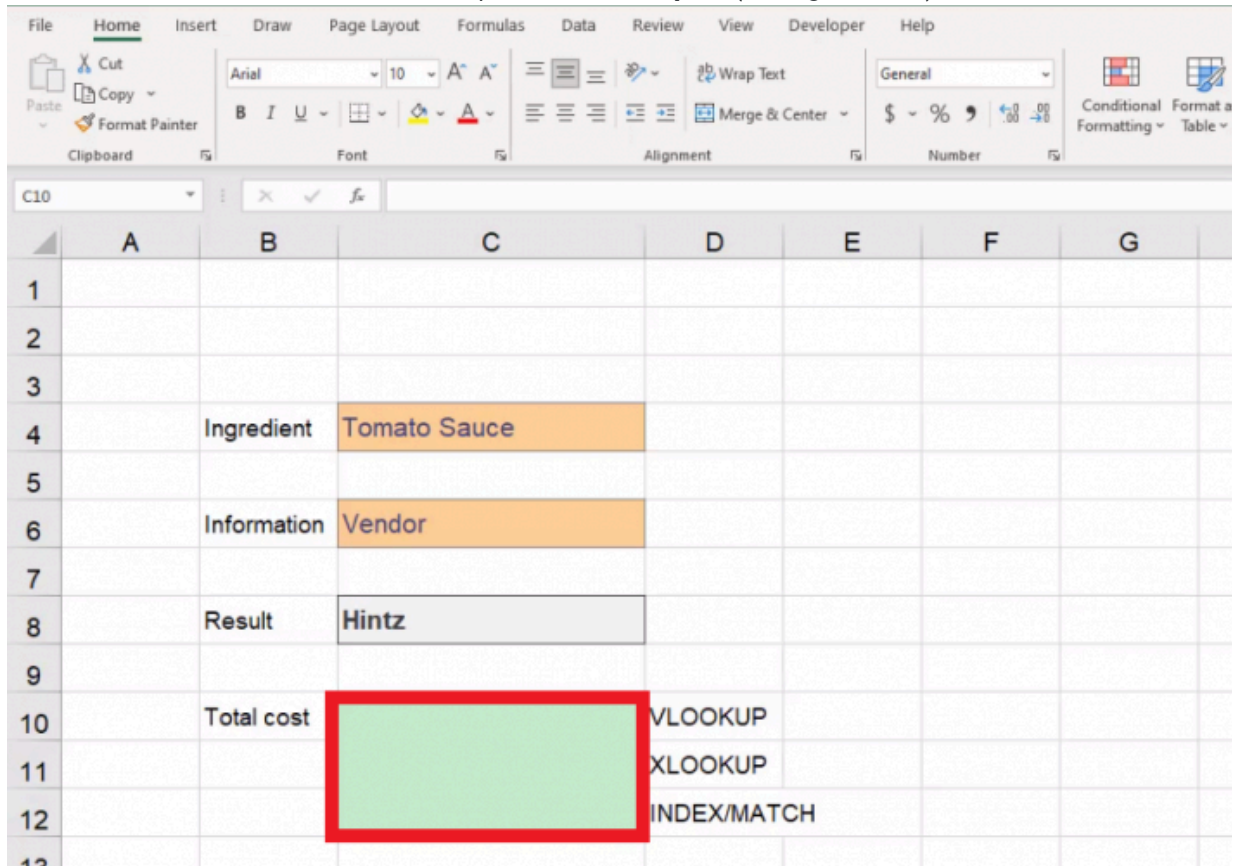 File Home Insert Draw Page Layout Formulas Data Review View Developer Help
Cut
Copy
Paste
Format Painter
Clipboard
Arial 10 A A
B I U A
Font
ab Wrap Text
Merge & Center
Alignment
General
$ % 9
Number
Conditional Formatting
Format a
Table
C10 fx
A B C D E F G
1
2
3
4 Ingredient Tomato Sauce
5
6 Information Vendor
7
8 Result Hintz
9
10 Total cost VLOOKUP
11 XLOOKUP
12 INDEX/MATCH